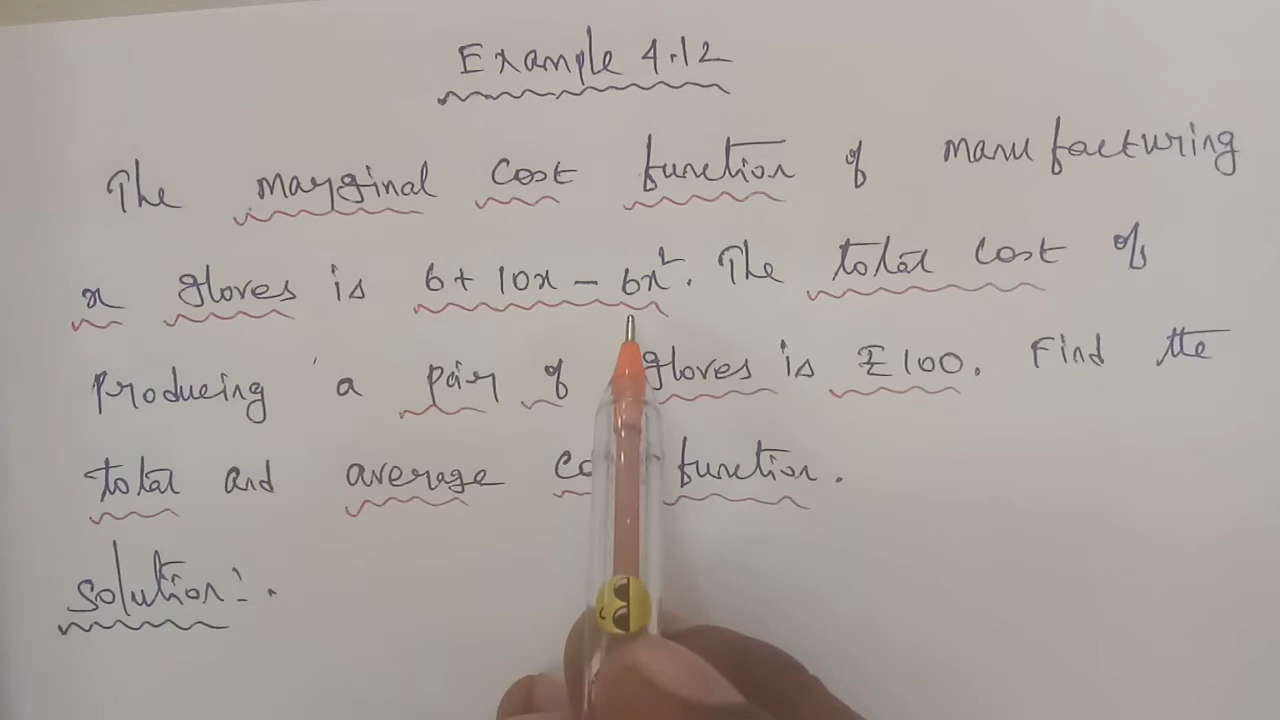 Example 4.12
The marginal cost function of manufacturing
x gloves is 6 + 10x - 6x². The total cost of
producing a pair of gloves is ₹100. Find the
total and average function.
Solution:.